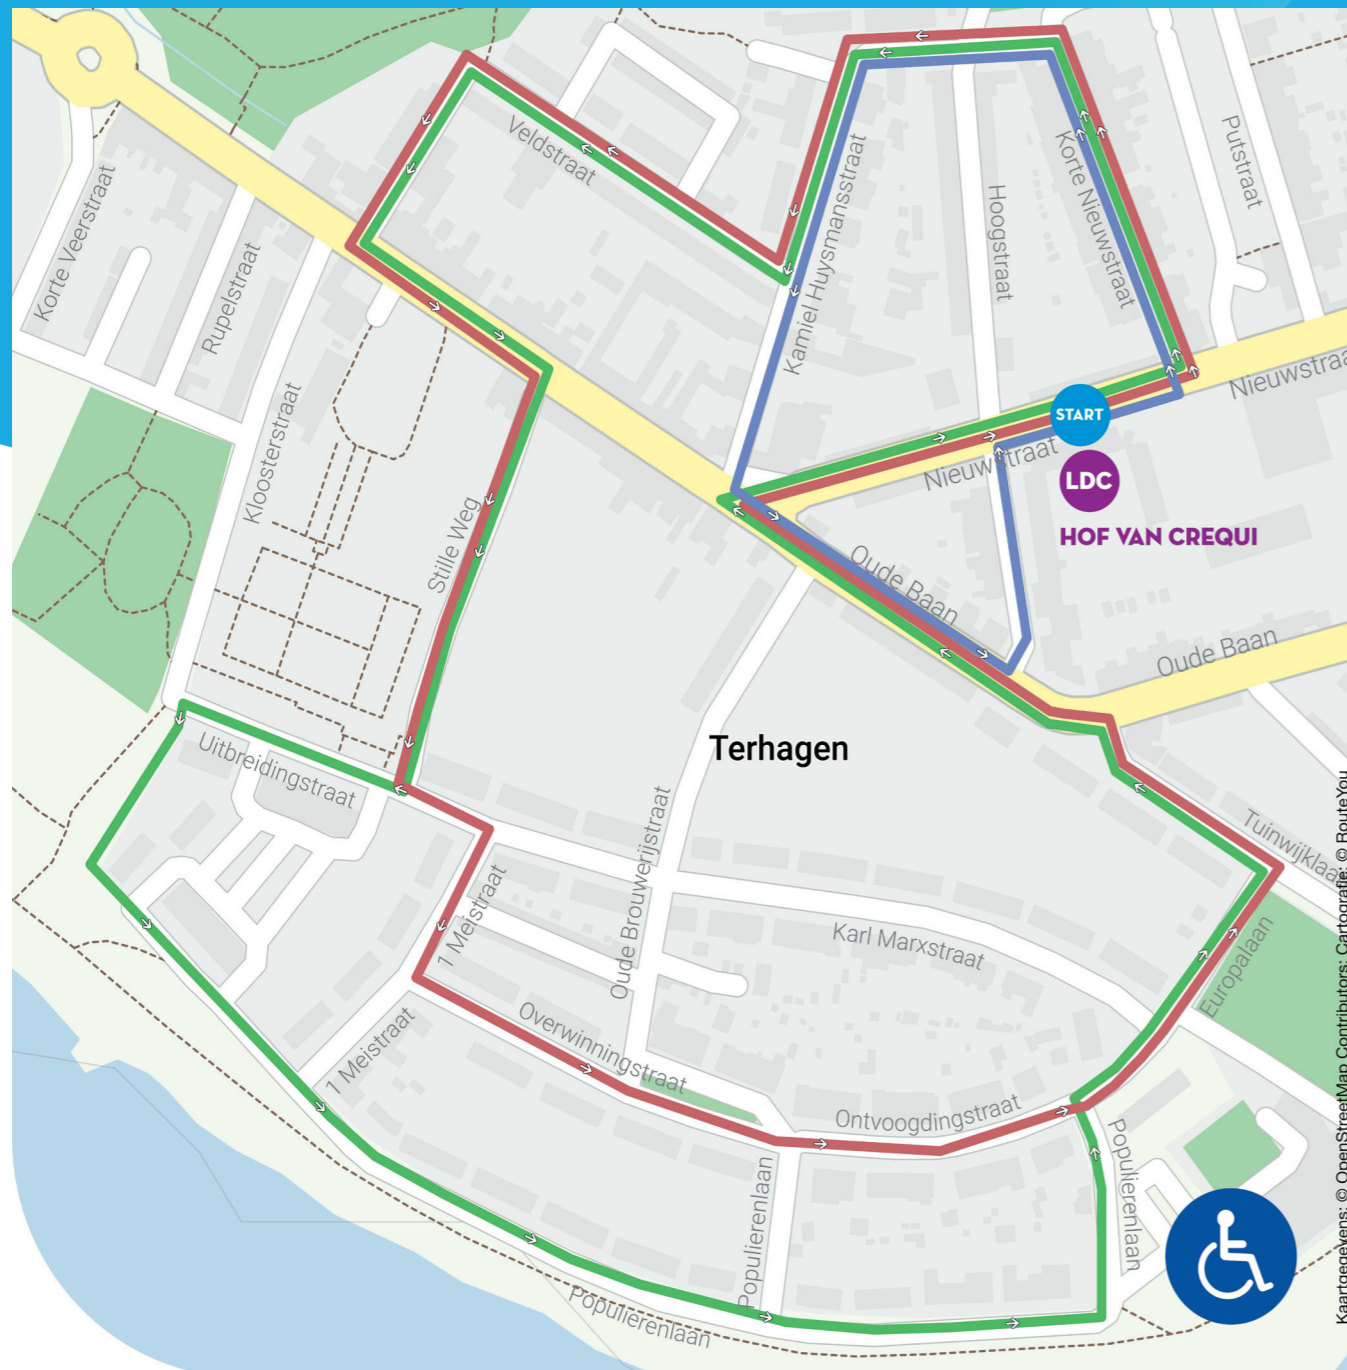 Veldstraat
Kamiel Huysmansstraat
Hoogstraat
Korte Nieuwstraat
Putstraat
Korte Veerstraat
Rupelstraat
Kloosterstraat
Nieuwstraa
START
Nieuwstraat
LDC
HOF VAN CREQUI
Stille Weg
Oude Baan
Oude Baan
Uitbreidingstraat
Terhagen
Oude Brouwerijstraat
Tuinwijklaa
1 Meistraat
Karl Marxstraat
Europalaan
Overwinningstraat
1 Meistraat
Ontvoogdingstraat
Populierenlaan
Populierenlaan
Populierenlaan
Kaartgegevens: © OpenStreetMap Contributors; Cartografie: © RouteYou